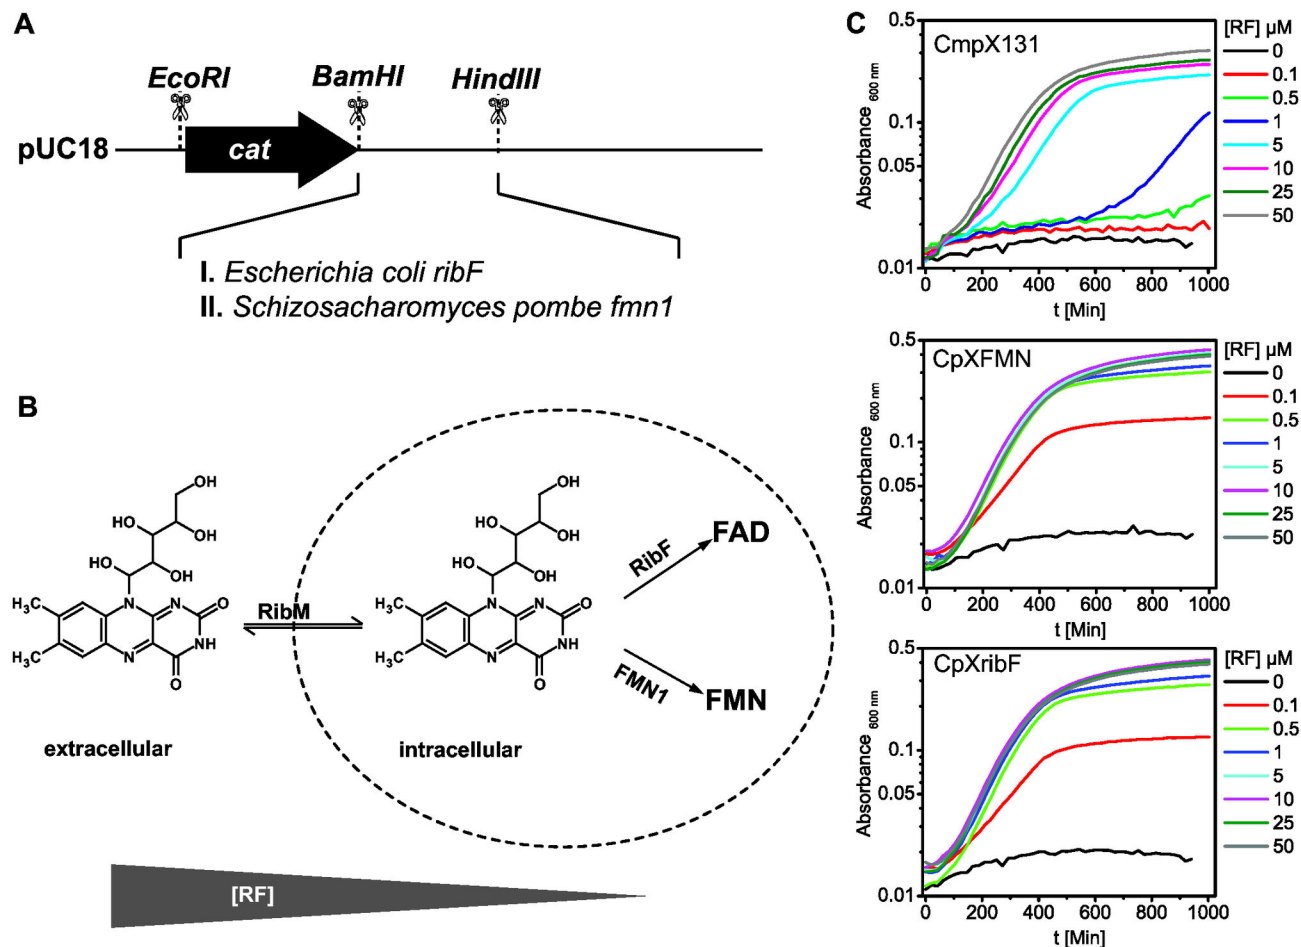 A
EcoRI
BamHI
HindIII
pUC18
cat
I. Escherichia coli ribF
II. Schizosacharomyces pombe fmn1
B
OH
HO
OH
HO
OH
H₃C
H₃C
N
N
O
N
NH
O
RibM
OH
HO
OH
HO
OH
H₃C
H₃C
N
N
O
N
NH
O
RibF
FAD
FMN1
FMN
extracellular
intracellular
[RF]
C
CmpX131
Absorbance 600 nm
0.5
0.1
0.05
0.01
0 200 400 600 800 1000
t [Min]
[RF] µM
0
0.1
0.5
1
5
10
25
50
CpXFMN
Absorbance 600 nm
0.5
0.1
0.05
0.01
0 200 400 600 800 1000
t [Min]
[RF] µM
0
0.1
0.5
1
5
10
25
50
CpXribF
Absorbance 600 nm
0.5
0.1
0.05
0.01
0 200 400 600 800 1000
t [Min]
[RF] µM
0
0.1
0.5
1
5
10
25
50